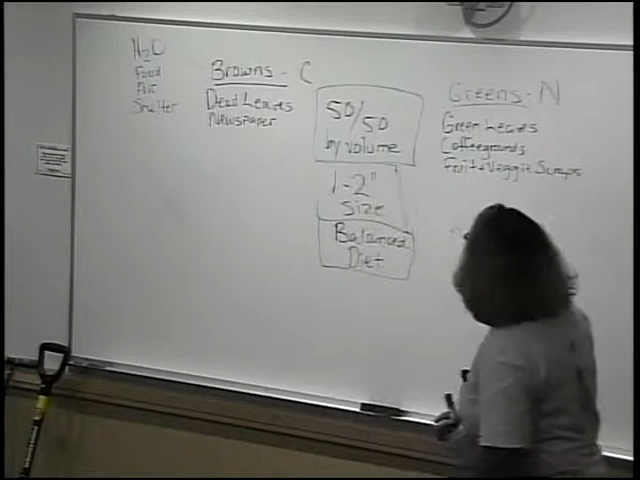 H2O
Food
Air
Shelter
Browns - C
Dead Leaves
Newspaper
50/50
by volume
1-2"
Size
Balanced
Diet
Greens - N
Green Leaves
Coffeegrounds
Fruit + Veggie Scraps